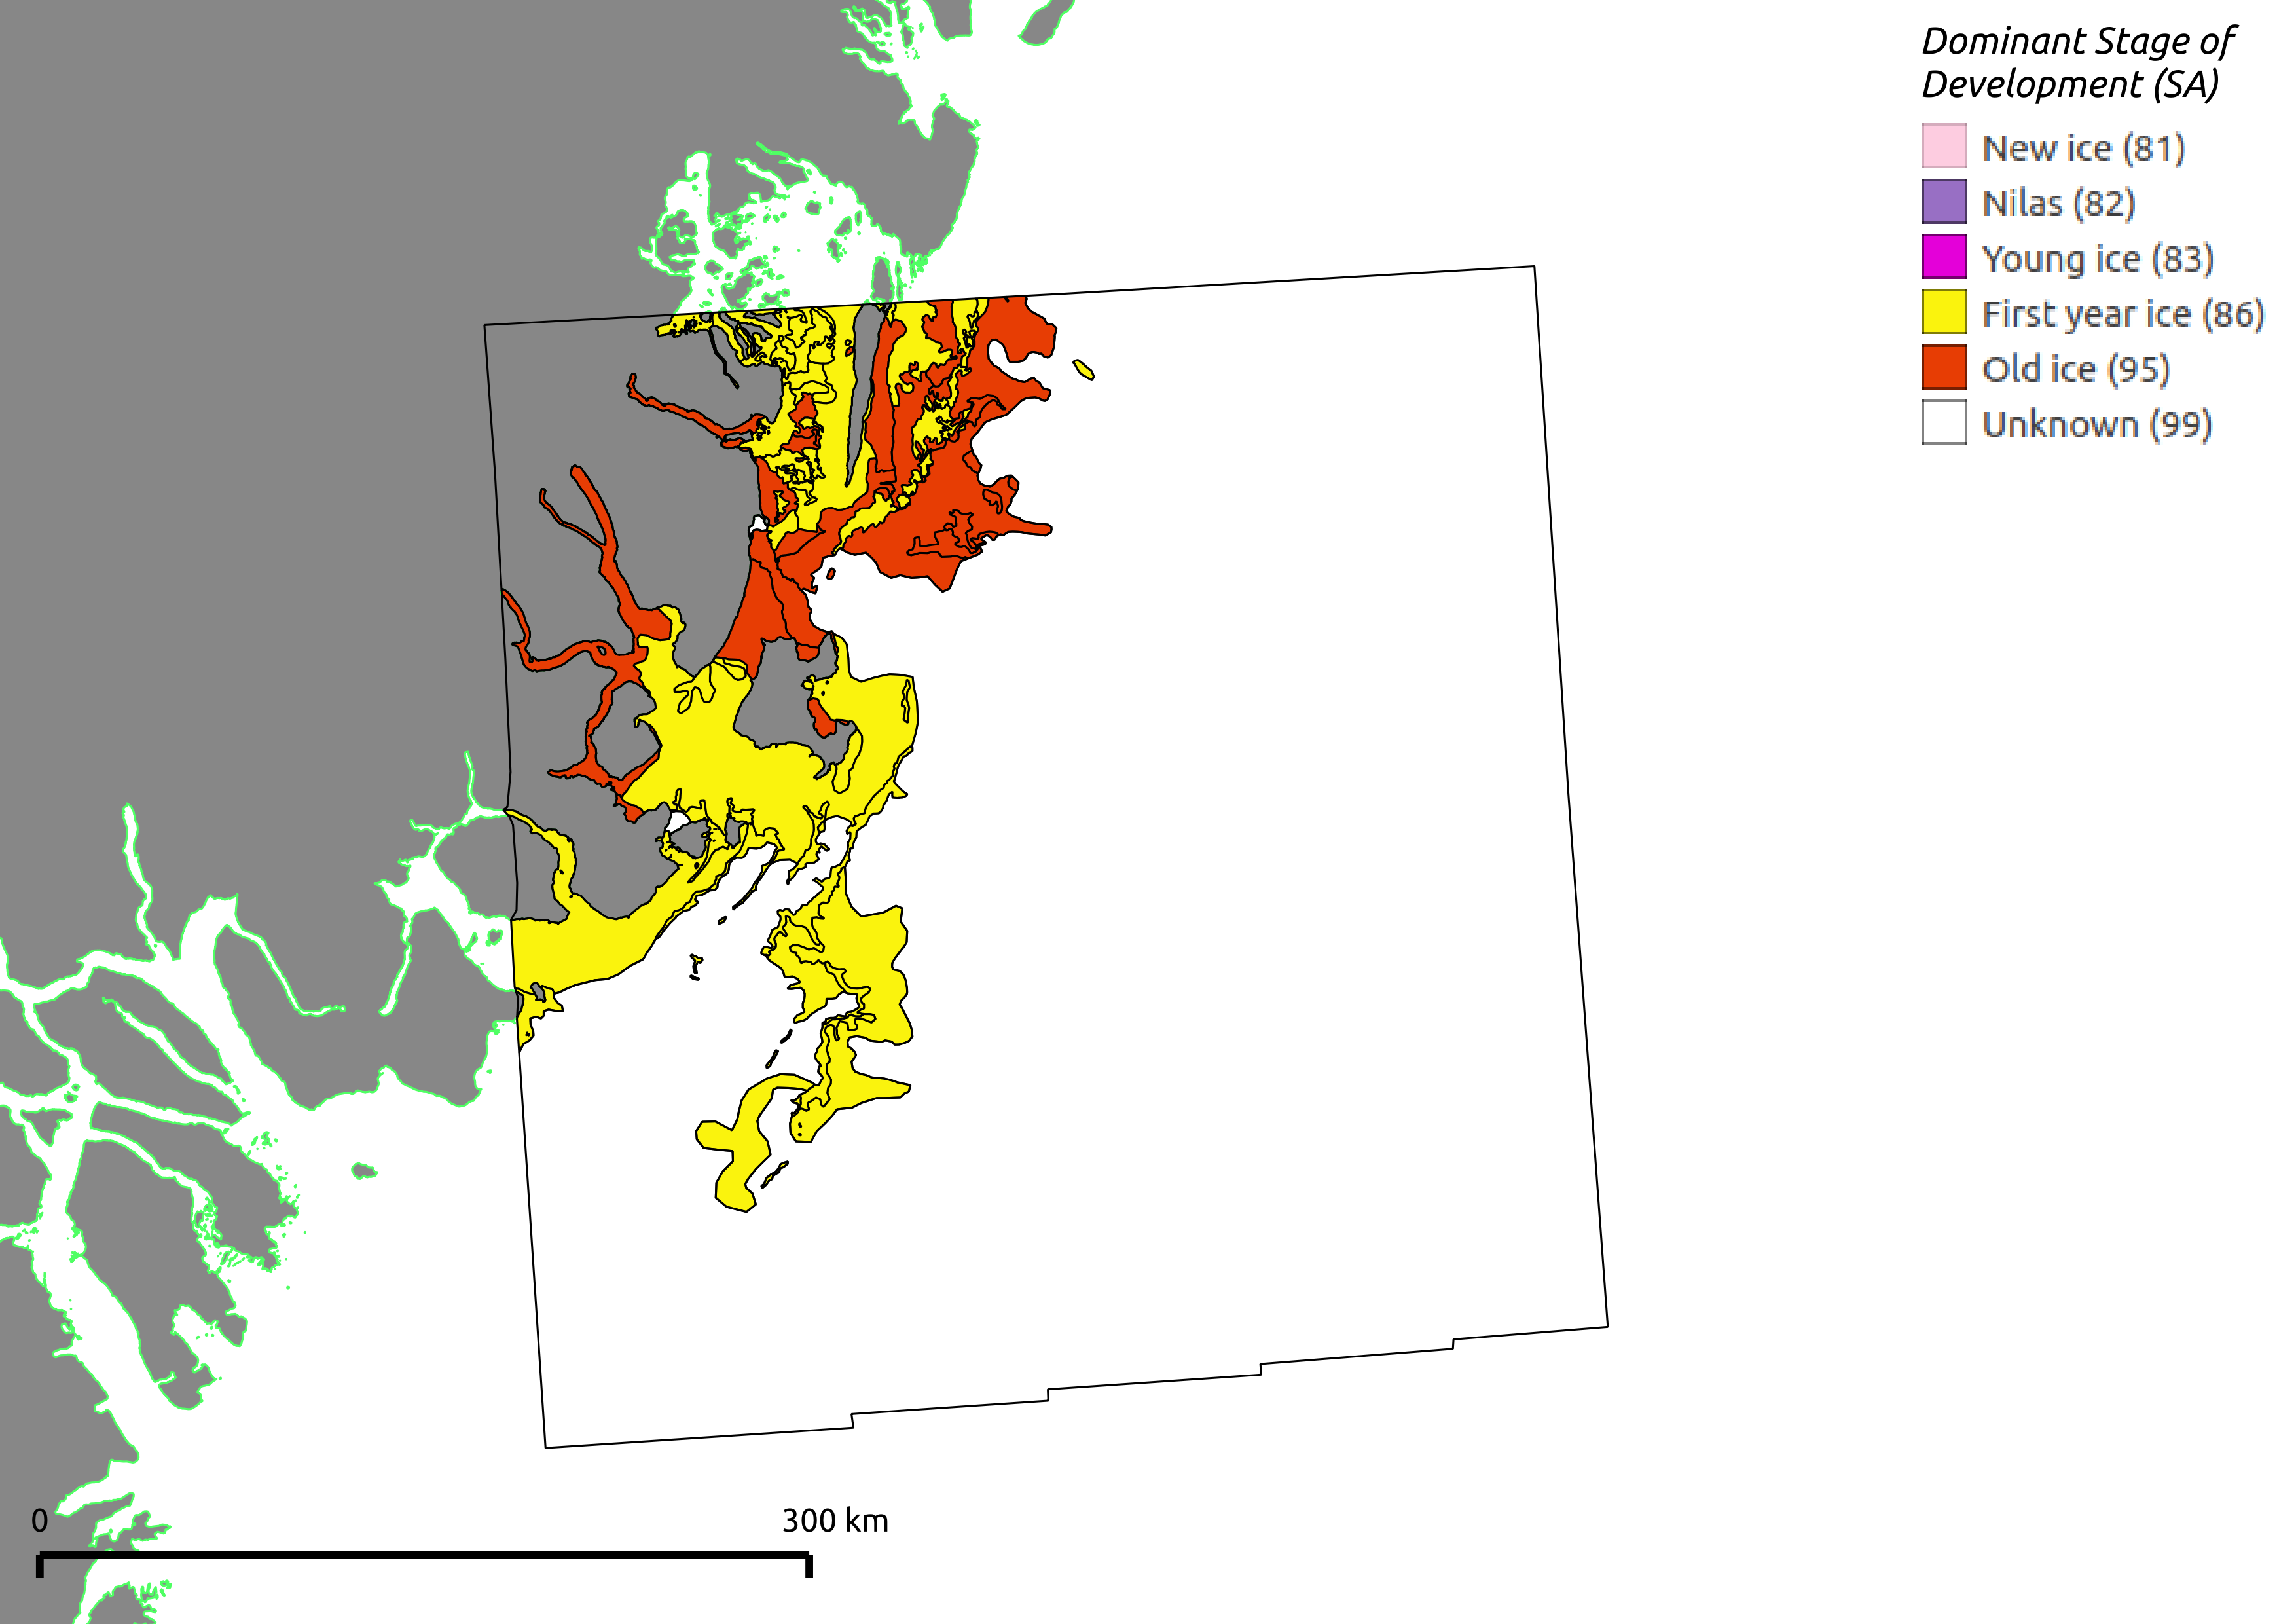 Dominant Stage of
Development (SA)
New ice (81)
Nilas (82)
Young ice (83)
First year ice (86)
Old ice (95)
Unknown (99)
0 300 km